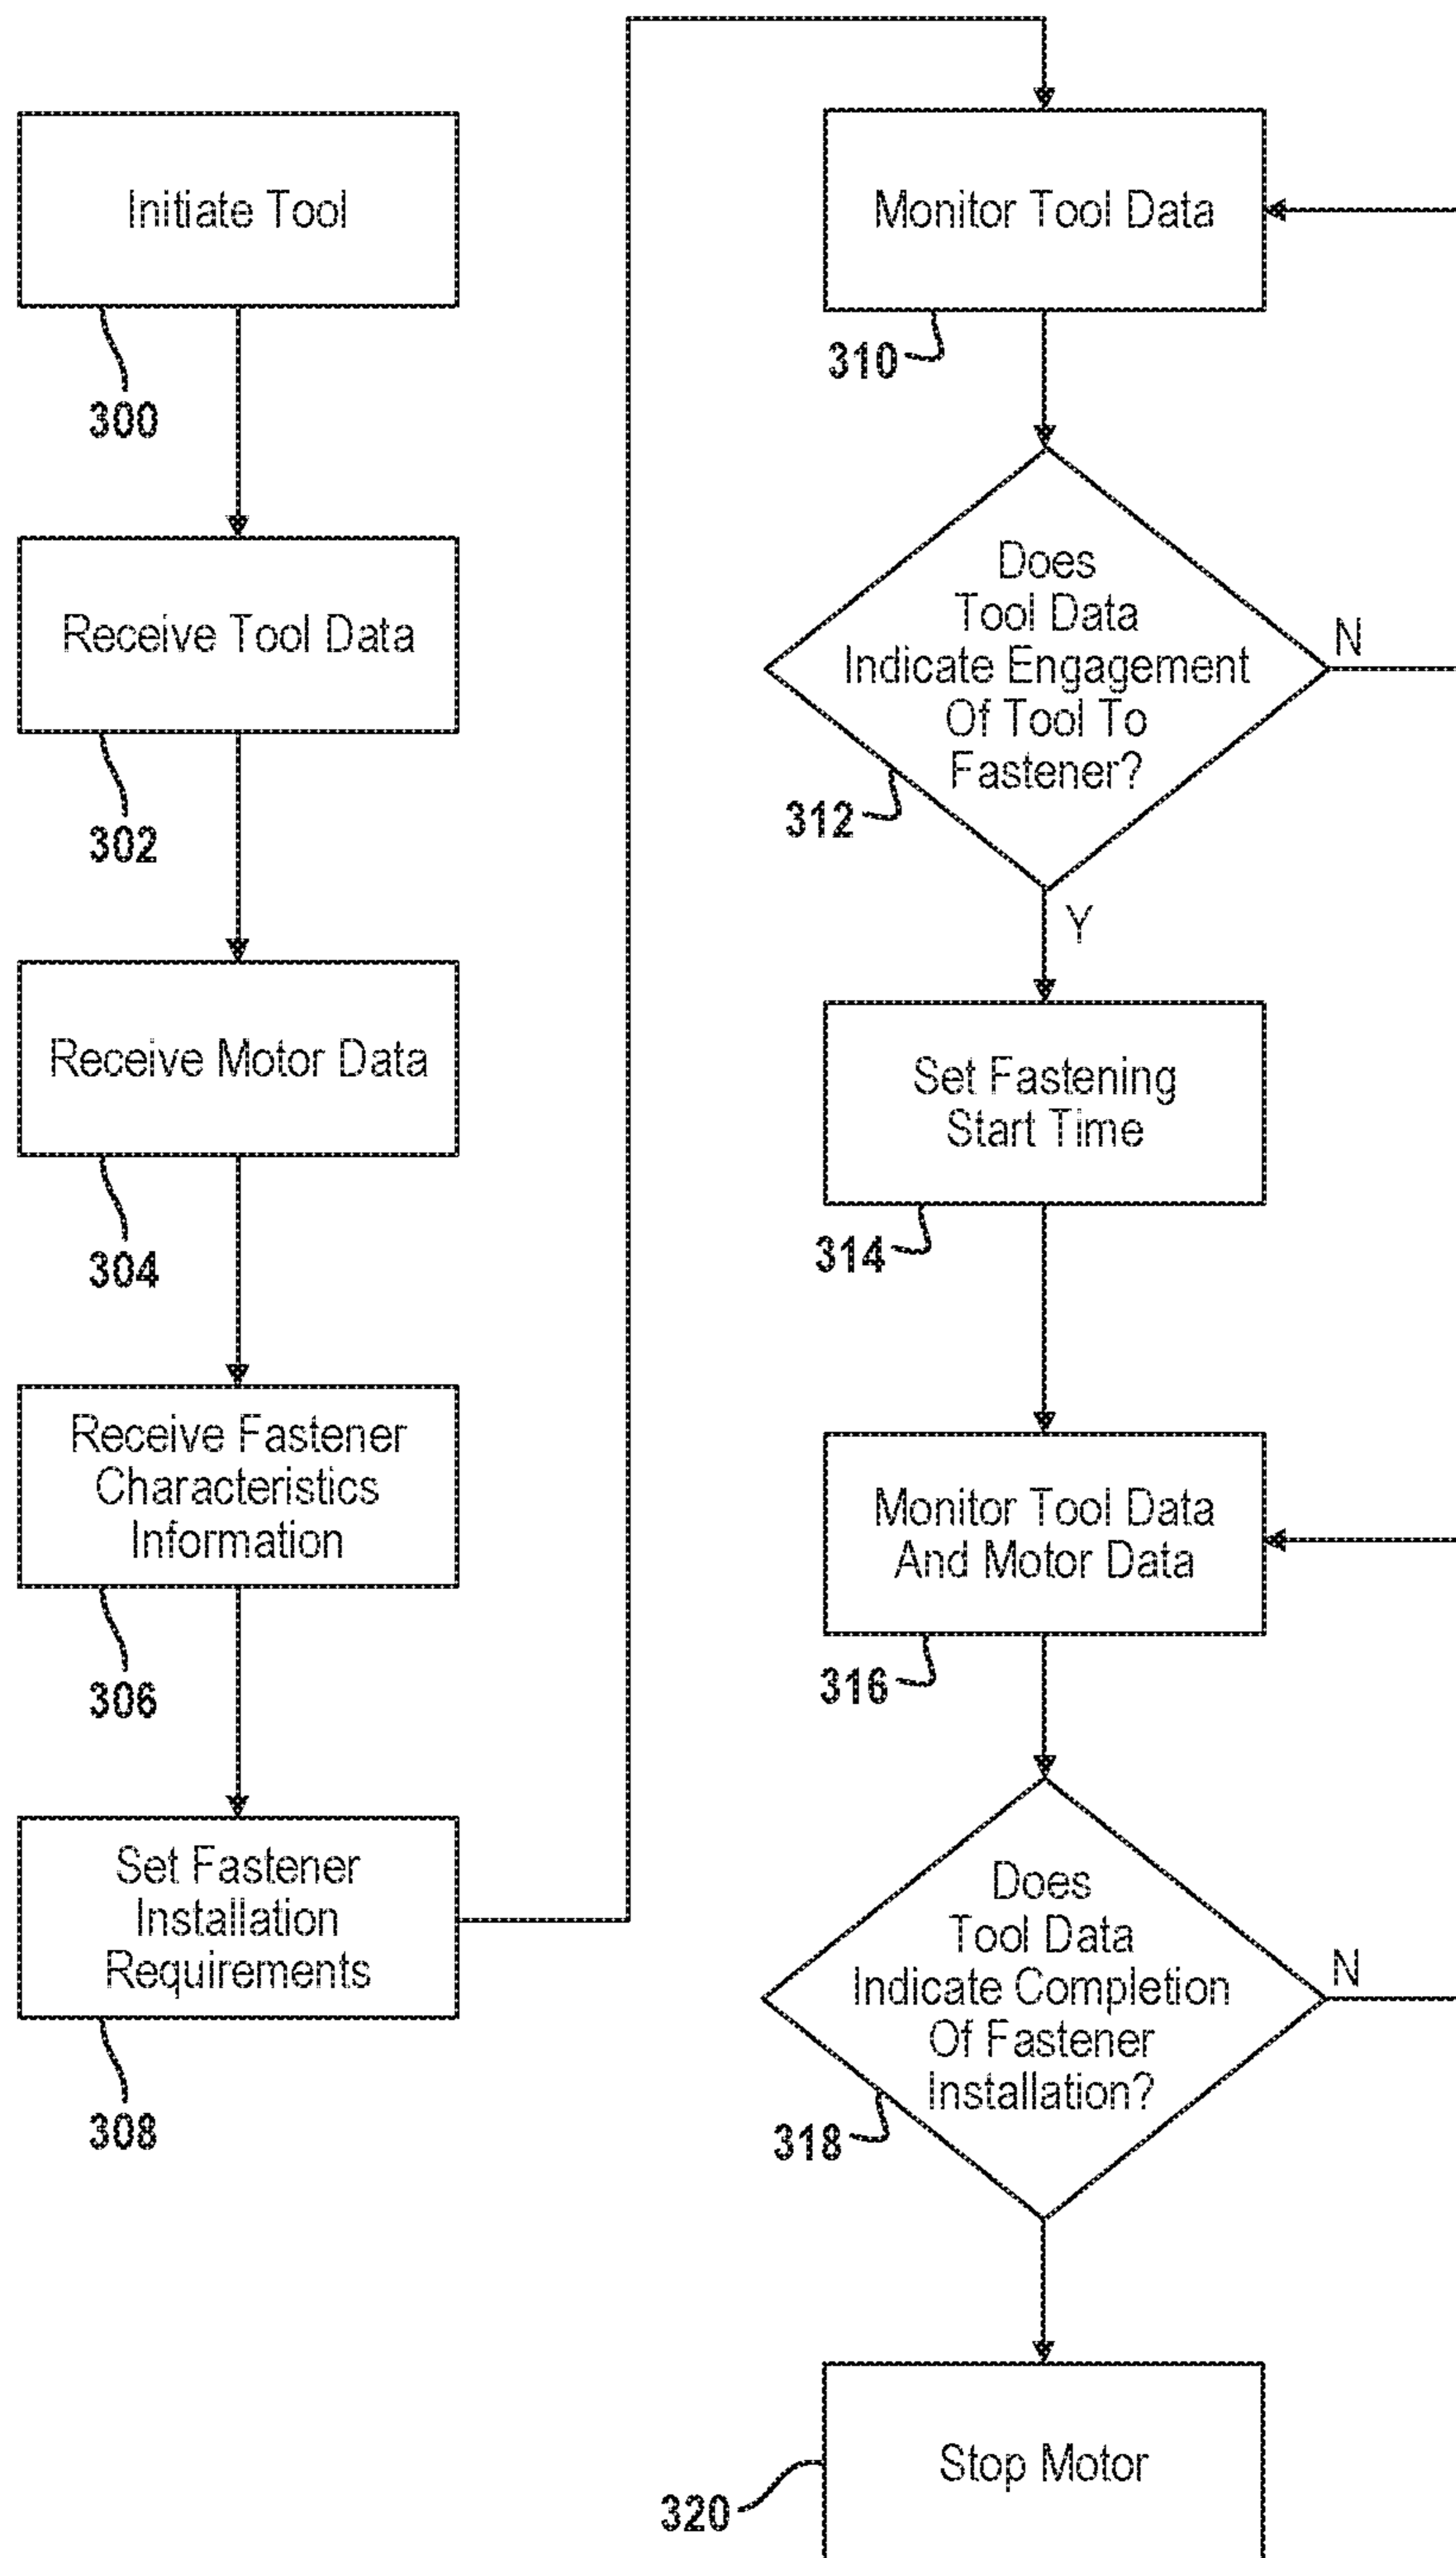 Initiate Tool
300
Receive Tool Data
302
Receive Motor Data
304
Receive Fastener
Characteristics
Information
306
Set Fastener
Installation
Requirements
308
Monitor Tool Data
310
Does
Tool Data
Indicate Engagement
Of Tool To
Fastener?
N
312
Y
Set Fastening
Start Time
314
Monitor Tool Data
And Motor Data
316
Does
Tool Data
Indicate Completion
Of Fastener
Installation?
N
318
Stop Motor
320